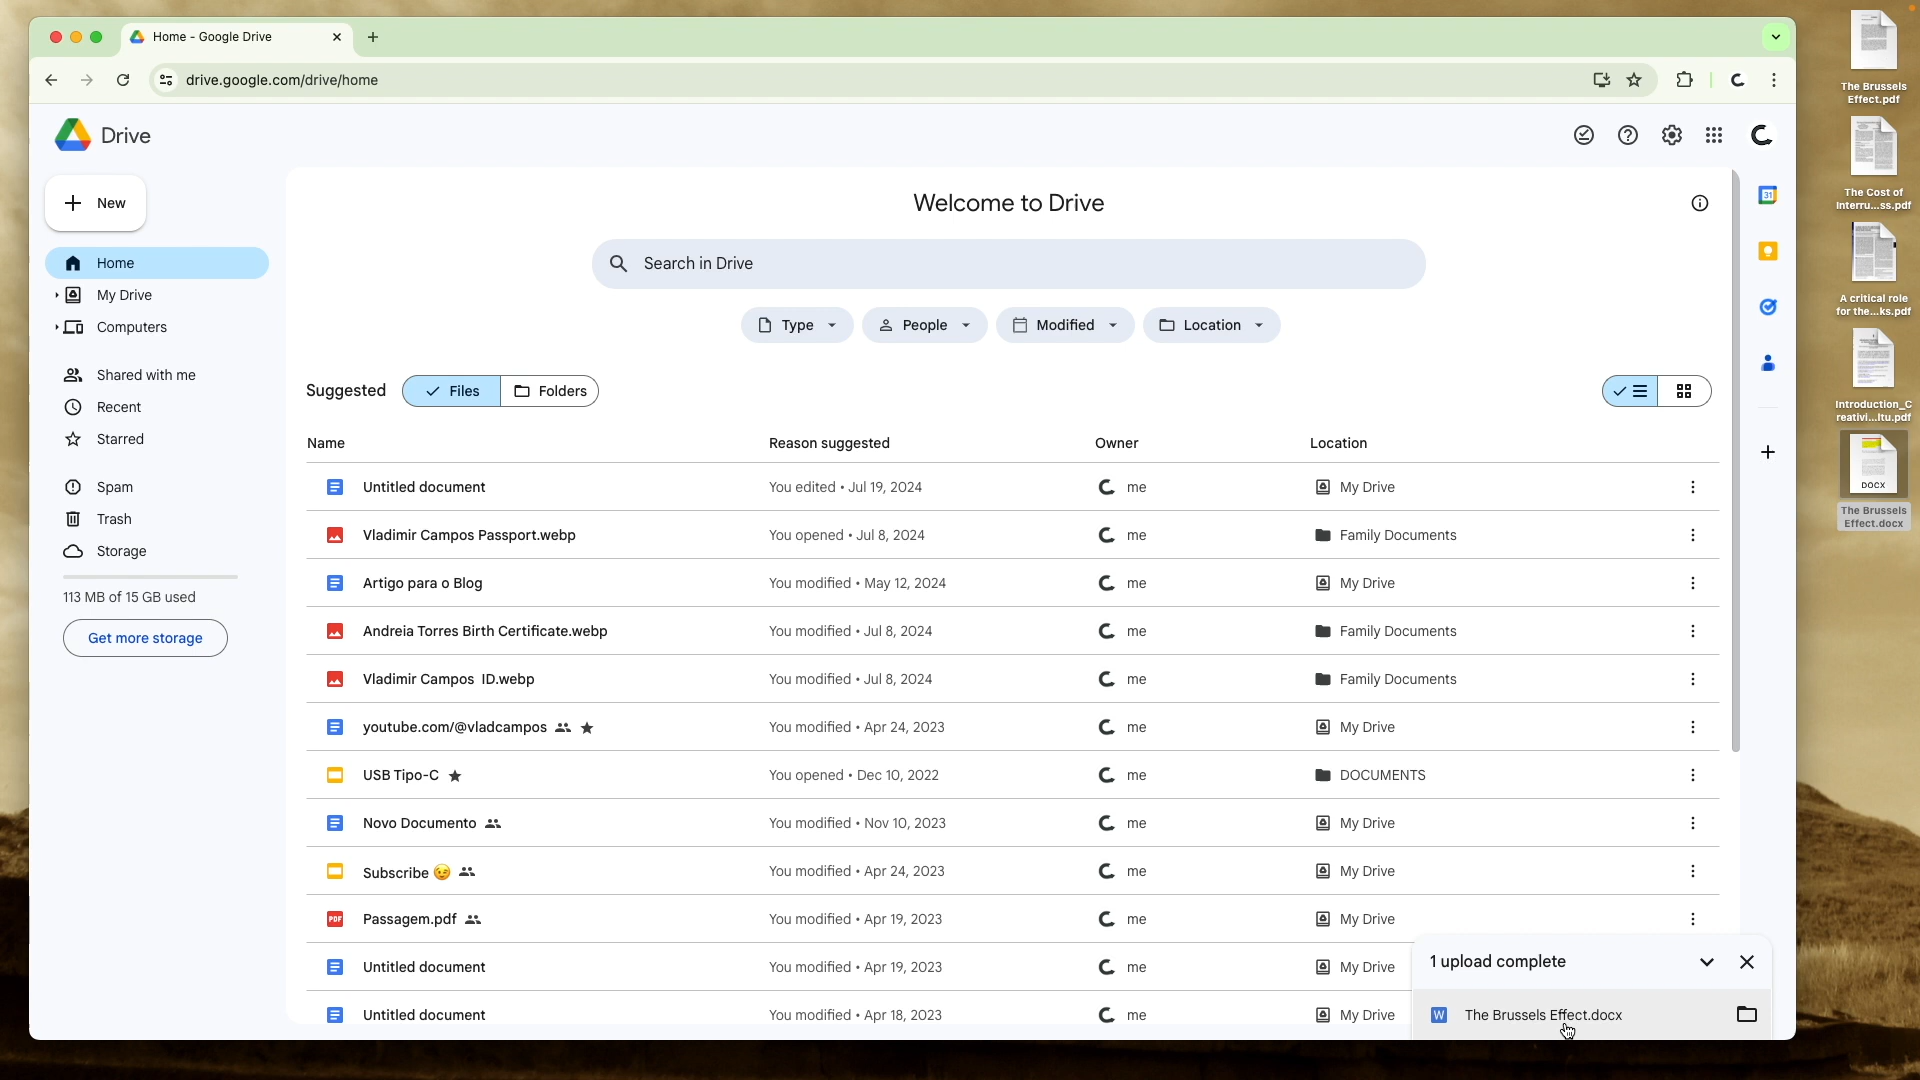 Home - Google Drive
drive.google.com/drive/home
Drive
New
Home
My Drive
Computers
Shared with me
Recent
Starred
Spam
Trash
Storage
113 MB of 15 GB used
Get more storage
Welcome to Drive
Search in Drive
Type People Modified Location
Suggested Files Folders
Name Reason suggested Owner Location
Untitled document You edited • Jul 19, 2024 me My Drive
Vladimir Campos Passport.webp You opened • Jul 8, 2024 me Family Documents
Artigo para o Blog You modified • May 12, 2024 me My Drive
Andreia Torres Birth Certificate.webp You modified • Jul 8, 2024 me Family Documents
Vladimir Campos ID.webp You modified • Jul 8, 2024 me Family Documents
youtube.com/@vladcampos You modified • Apr 24, 2023 me My Drive
USB Tipo-C You opened • Dec 10, 2022 me DOCUMENTS
Novo Documento You modified • Nov 10, 2023 me My Drive
Subscribe 😉 You modified • Apr 24, 2023 me My Drive
PDF Passagem.pdf You modified • Apr 19, 2023 me My Drive
Untitled document You modified • Apr 19, 2023 me My Drive
Untitled document You modified • Apr 18, 2023 me My Drive
1 upload complete
W The Brussels Effect.docx
31
The Brussels
Effect.pdf
The Cost of
Interru...ss.pdf
A critical role
for the...ks.pdf
Introduction_C
reativi...ltu.pdf
DOCX
The Brussels
Effect.docx